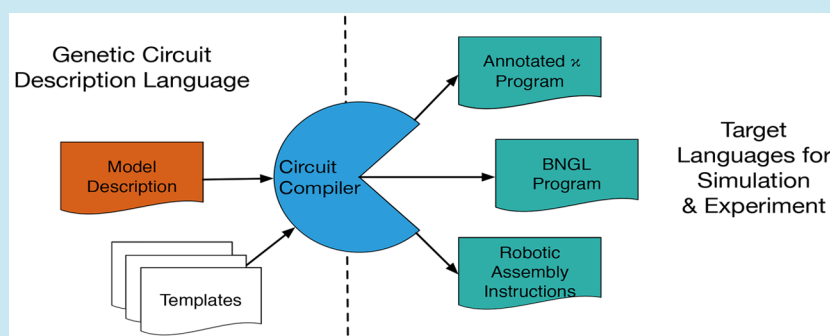 Genetic Circuit
Description Language
Model
Description
Templates
Circuit
Compiler
Annotated ϰ
Program
BNGL
Program
Robotic
Assembly
Instructions
Target
Languages for
Simulation
& Experiment